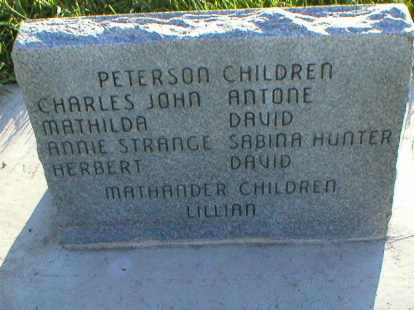 PETERSON CHILDREN
CHARLES JOHN ANTONE
MATHILDA DAVID
ANNIE STRANGE SABINA HUNTER
HERBERT DAVID
MATHANDER CHILDREN
LILLIAN